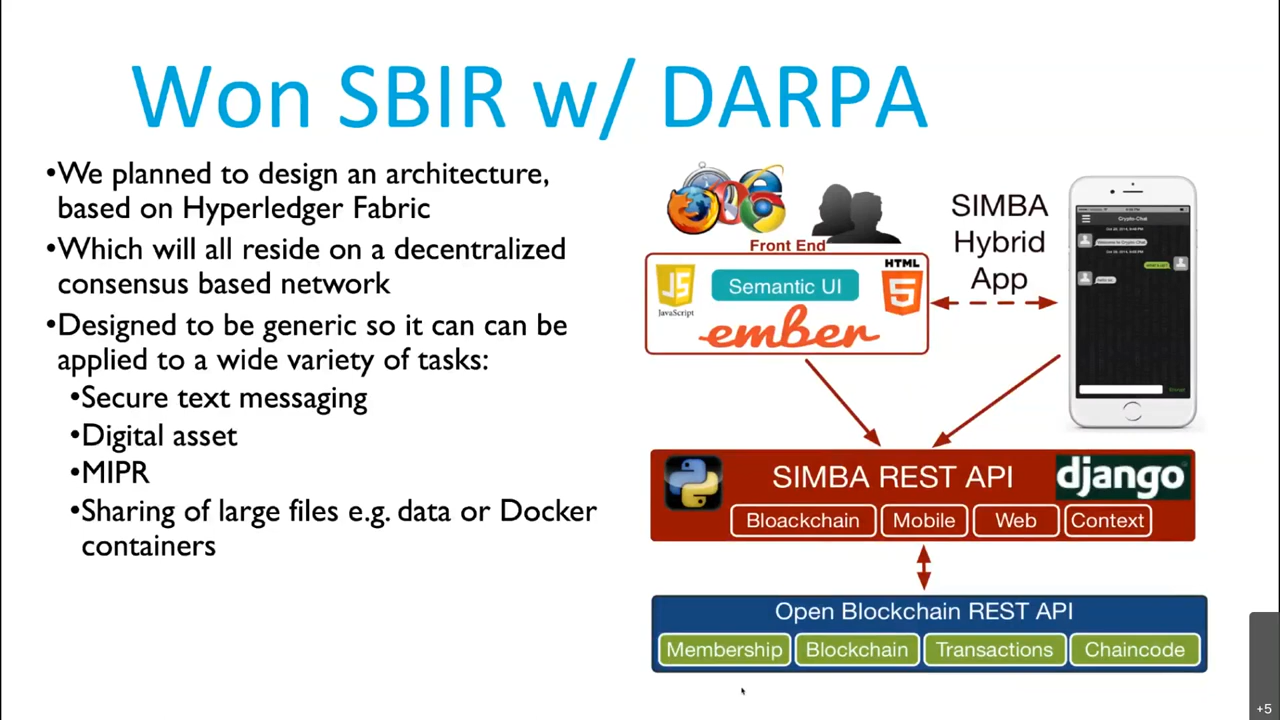 Won SBIR w/ DARPA
•We planned to design an architecture,
based on Hyperledger Fabric
•Which will all reside on a decentralized
consensus based network
•Designed to be generic so it can can be
applied to a wide variety of tasks:
•Secure text messaging
•Digital asset
•MIPR
•Sharing of large files e.g. data or Docker
containers
Front End
JS
JavaScript
Semantic UI
HTML
5
ember
SIMBA
Hybrid
App
Crypto-Chat
SIMBA REST API
django
Bloackchain
Mobile
Web
Context
Open Blockchain REST API
Membership
Blockchain
Transactions
Chaincode
+5